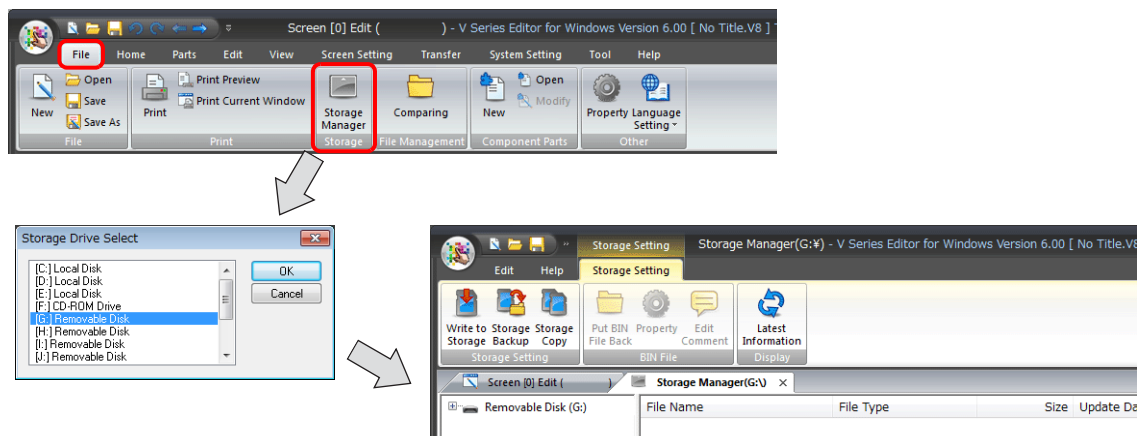 Screen [0] Edit ( ) - V Series Editor for Windows Version 6.00 [ No Title.V8 ]
File Home Parts Edit View Screen Setting Transfer System Setting Tool Help
New Open Save Save As
File
Print Print Preview Print Current Window
Print
Storage Manager
Storage
Comparing
File Management
New Open Modify
Component Parts
Property Language Setting
Other
Storage Drive Select
[C:] Local Disk
[D:] Local Disk
[E:] Local Disk
[F:] CD-ROM Drive
[G:] Removable Disk
[H:] Removable Disk
[I:] Removable Disk
[J:] Removable Disk
OK
Cancel
Storage Setting Storage Manager(G:¥) - V Series Editor for Windows Version 6.00 [ No Title.V8
Edit Help Storage Setting
Write to Storage Storage Backup Storage Copy
Storage Setting
Put BIN File Back Property Edit Comment
BIN File
Latest Information
Display
Screen [0] Edit ( ) Storage Manager(G:\) ×
Removable Disk (G:) File Name File Type Size Update Da